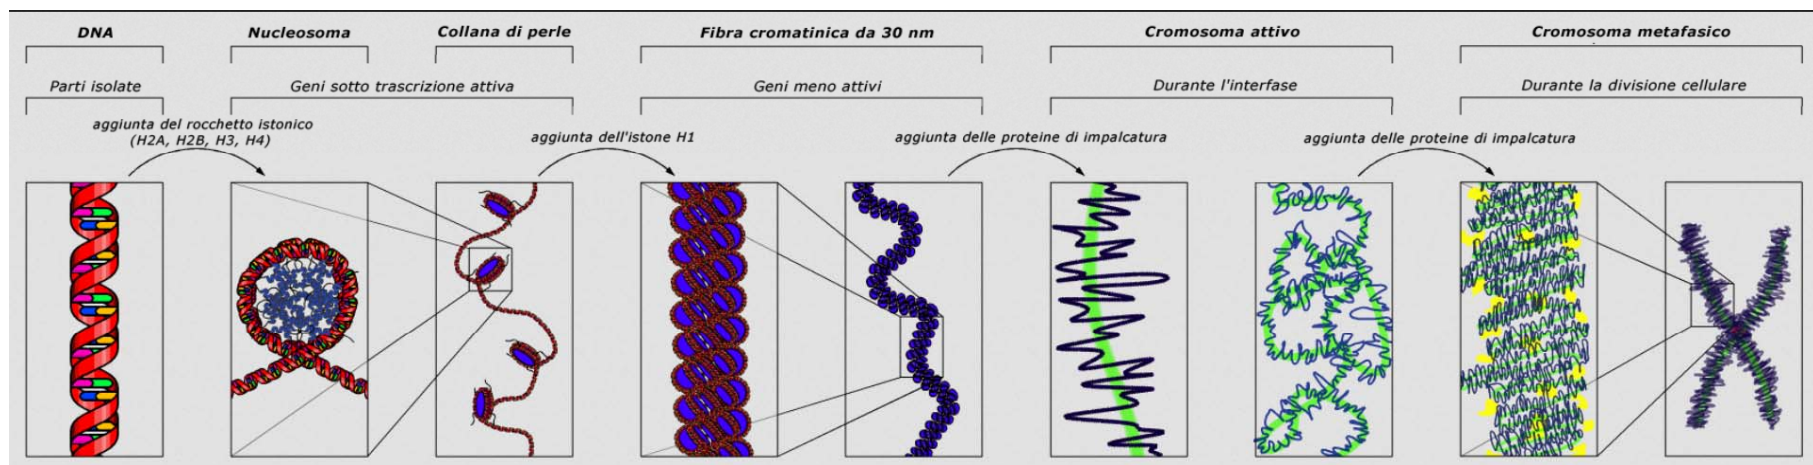 DNA
Nucleosoma
Collana di perle
Fibra cromatinica da 30 nm
Cromosoma attivo
Cromosoma metafasico
Parti isolate
Geni sotto trascrizione attiva
Geni meno attivi
Durante l'interfase
Durante la divisione cellulare
aggiunta del rocchetto istonico
(H2A, H2B, H3, H4)
aggiunta dell'istone H1
aggiunta delle proteine di impalcatura
aggiunta delle proteine di impalcatura